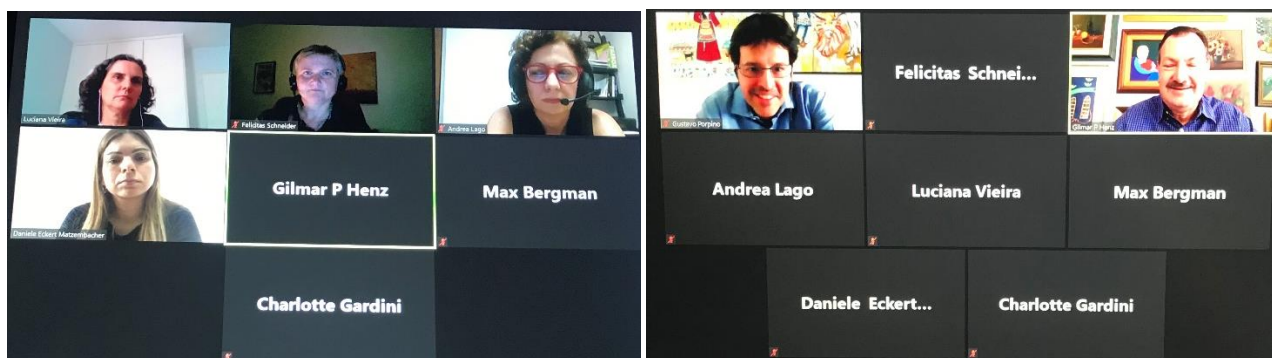 Luciana Vieira
Felicitas Schneider
Andrea Lago
Daniele Eckert Matzembacher
Gilmar P Henz
Max Bergman
Charlotte Gardini
Gustavo Porpino
Felicitas Schnei...
Gilmar P Henz
Andrea Lago
Luciana Vieira
Max Bergman
Daniele Eckert...
Charlotte Gardini